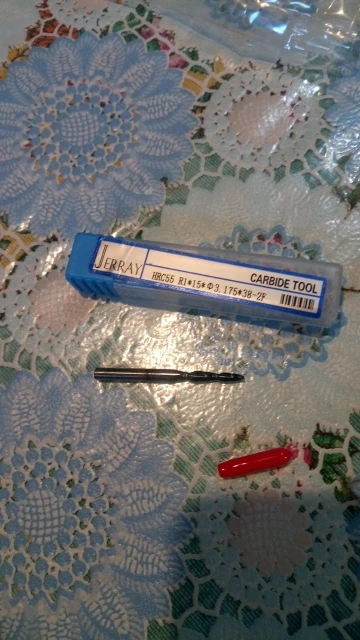 JERRAY
CARBIDE TOOL
HRC55 R1*15*Φ3.175*38-2F